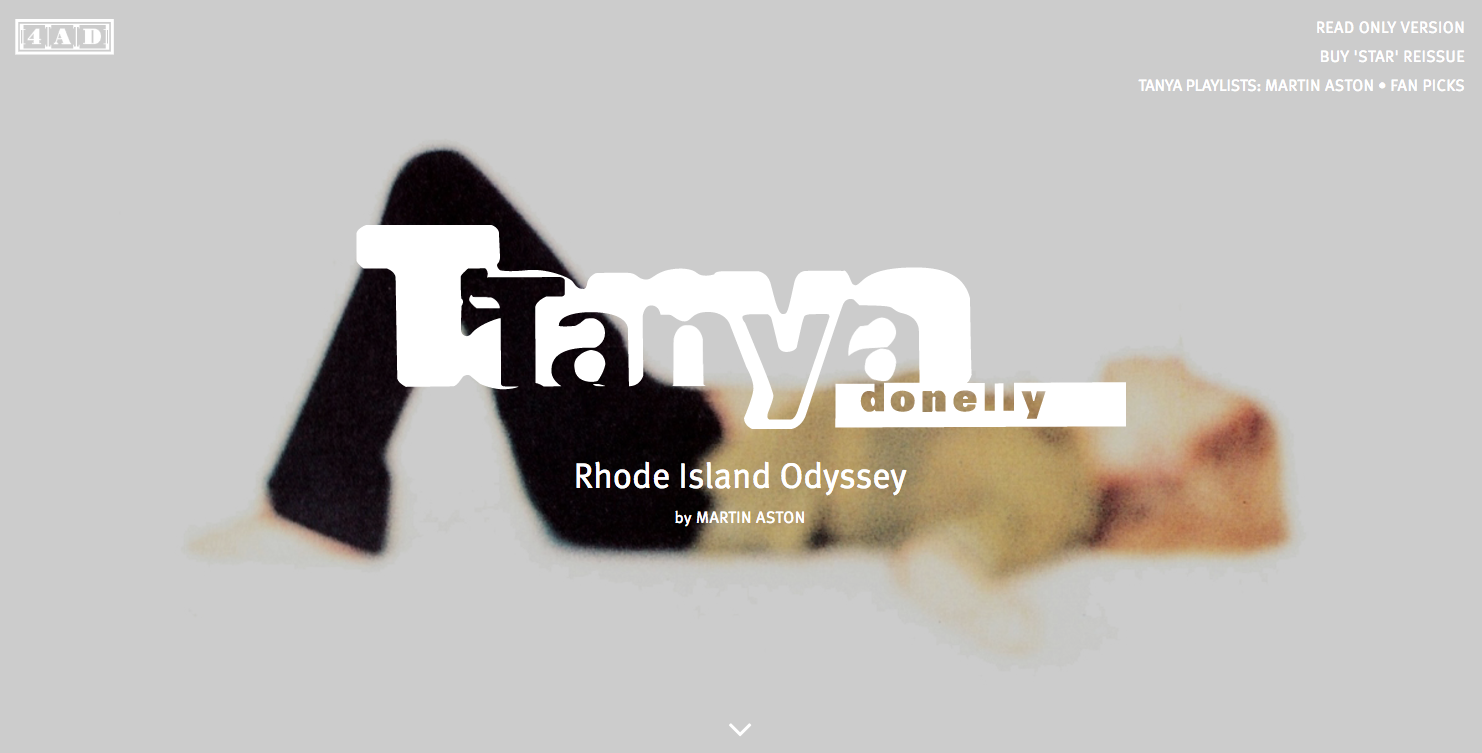 4AD
READ ONLY VERSION
BUY 'STAR' REISSUE
TANYA PLAYLISTS: MARTIN ASTON • FAN PICKS
Tanya
Tanya
donelly
Rhode Island Odyssey
by MARTIN ASTON